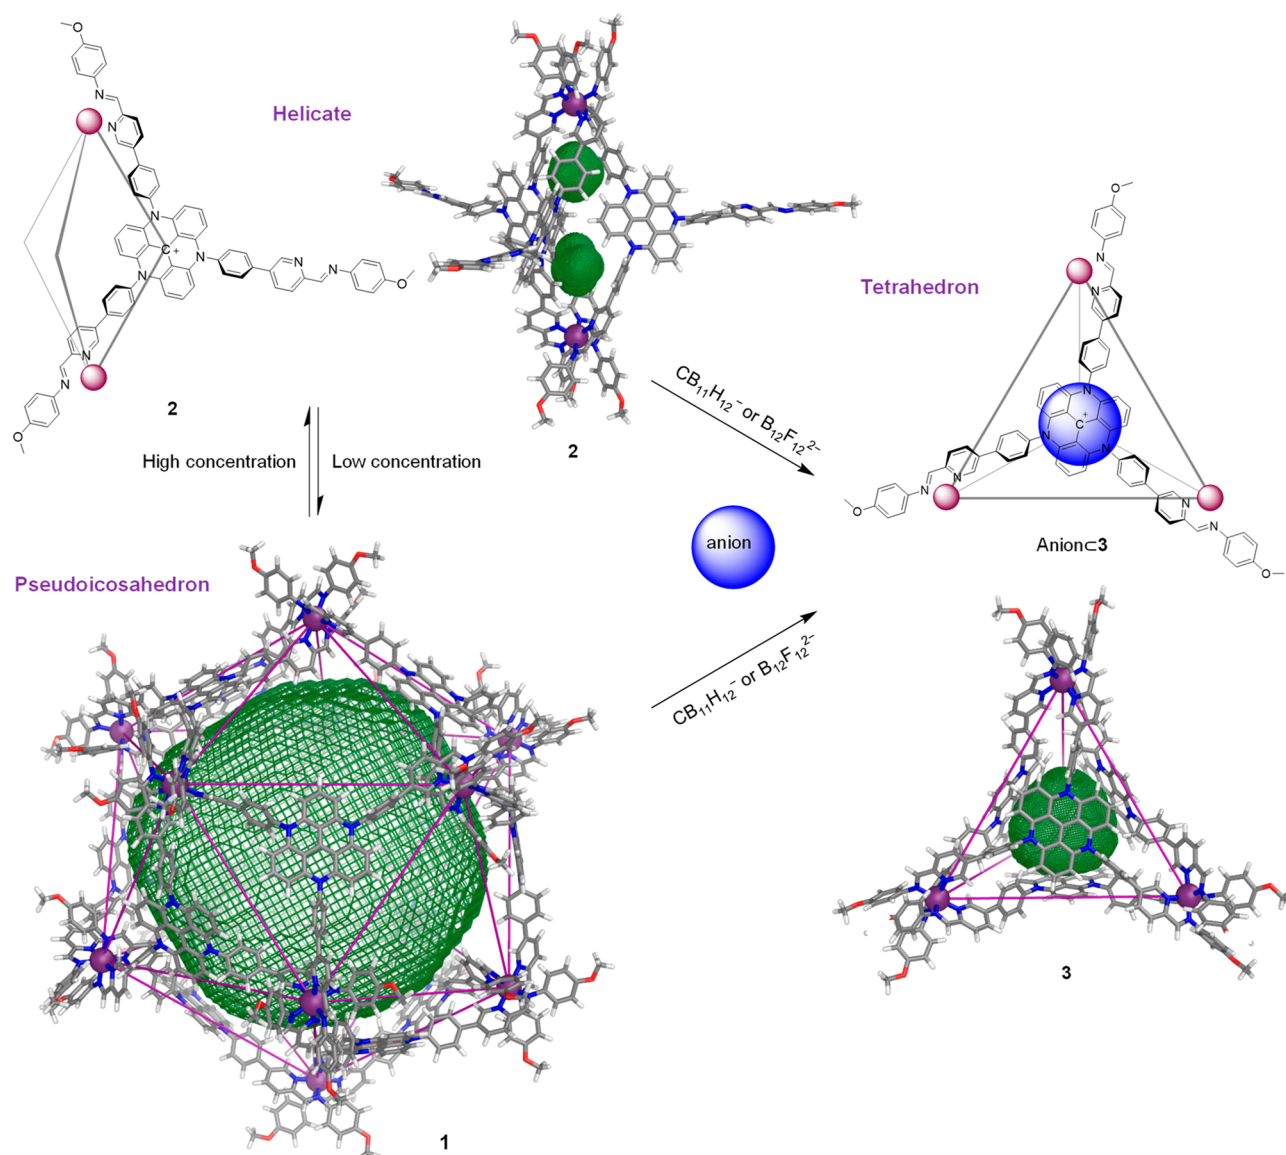 Helicate
2
2
High concentration
Low concentration
CB₁₁H₁₂⁻ or B₁₂F₁₂²⁻
Tetrahedron
anion
Anion⊂3
Pseudoicosahedron
CB₁₁H₁₂⁻ or B₁₂F₁₂²⁻
1
3
O
N
N
N
N
C⁺
N
N
N
N
O
N
N
O
O
N
N
N
C⁺
N
N
N
N
O
N
N
O